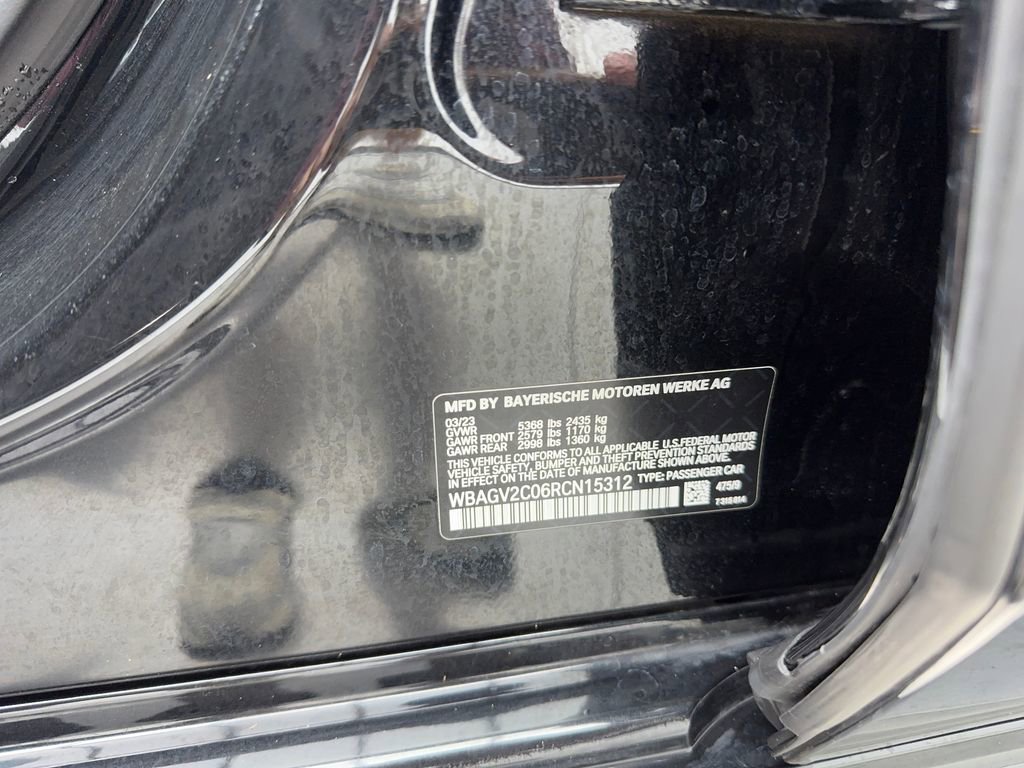 MFD BY BAYERISCHE MOTOREN WERKE AG
03/23
GVWR 5368 lbs 2435 kg
GAWR FRONT 2579 lbs 1170 kg
GAWR REAR 2998 lbs 1360 kg
THIS VEHICLE CONFORMS TO ALL APPLICABLE U.S. FEDERAL MOTOR
VEHICLE SAFETY, BUMPER AND THEFT PREVENTION STANDARDS
IN EFFECT ON THE DATE OF MANUFACTURE SHOWN ABOVE.
WBAGV2C06RCN15312 TYPE: PASSENGER CAR
475/9